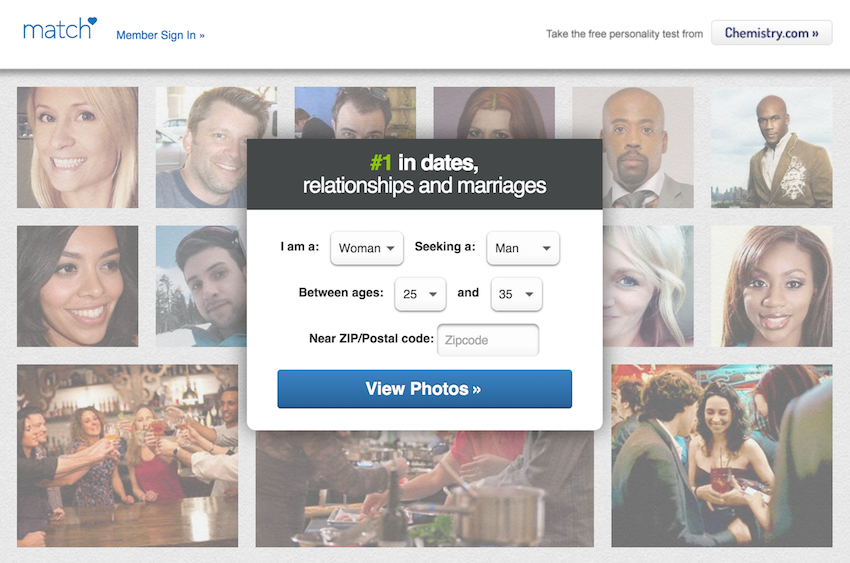 match
Member Sign In »
Take the free personality test from
Chemistry.com »
#1 in dates,
relationships and marriages
I am a: Woman Seeking a: Man
Between ages: 25 and 35
Near ZIP/Postal code: Zipcode
View Photos »